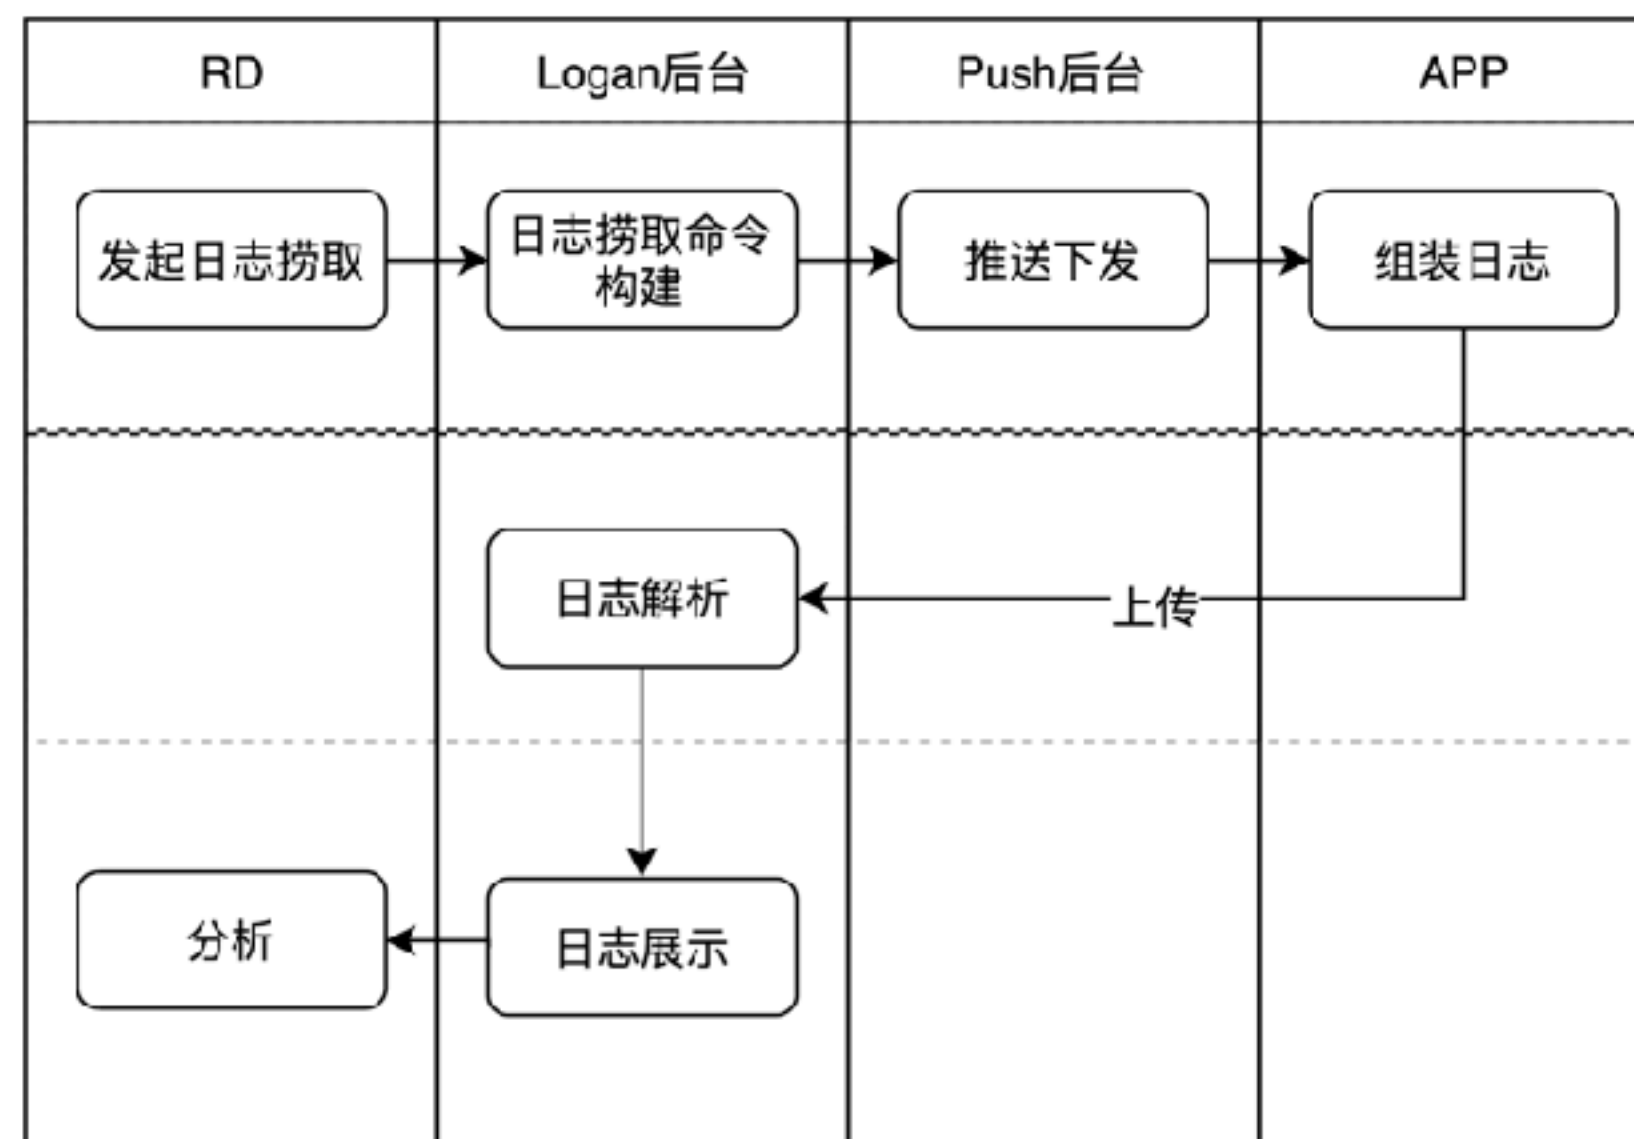 RD
Logan后台
Push后台
APP
发起日志捞取
日志捞取命令
构建
推送下发
组装日志
日志解析
上传
分析
日志展示